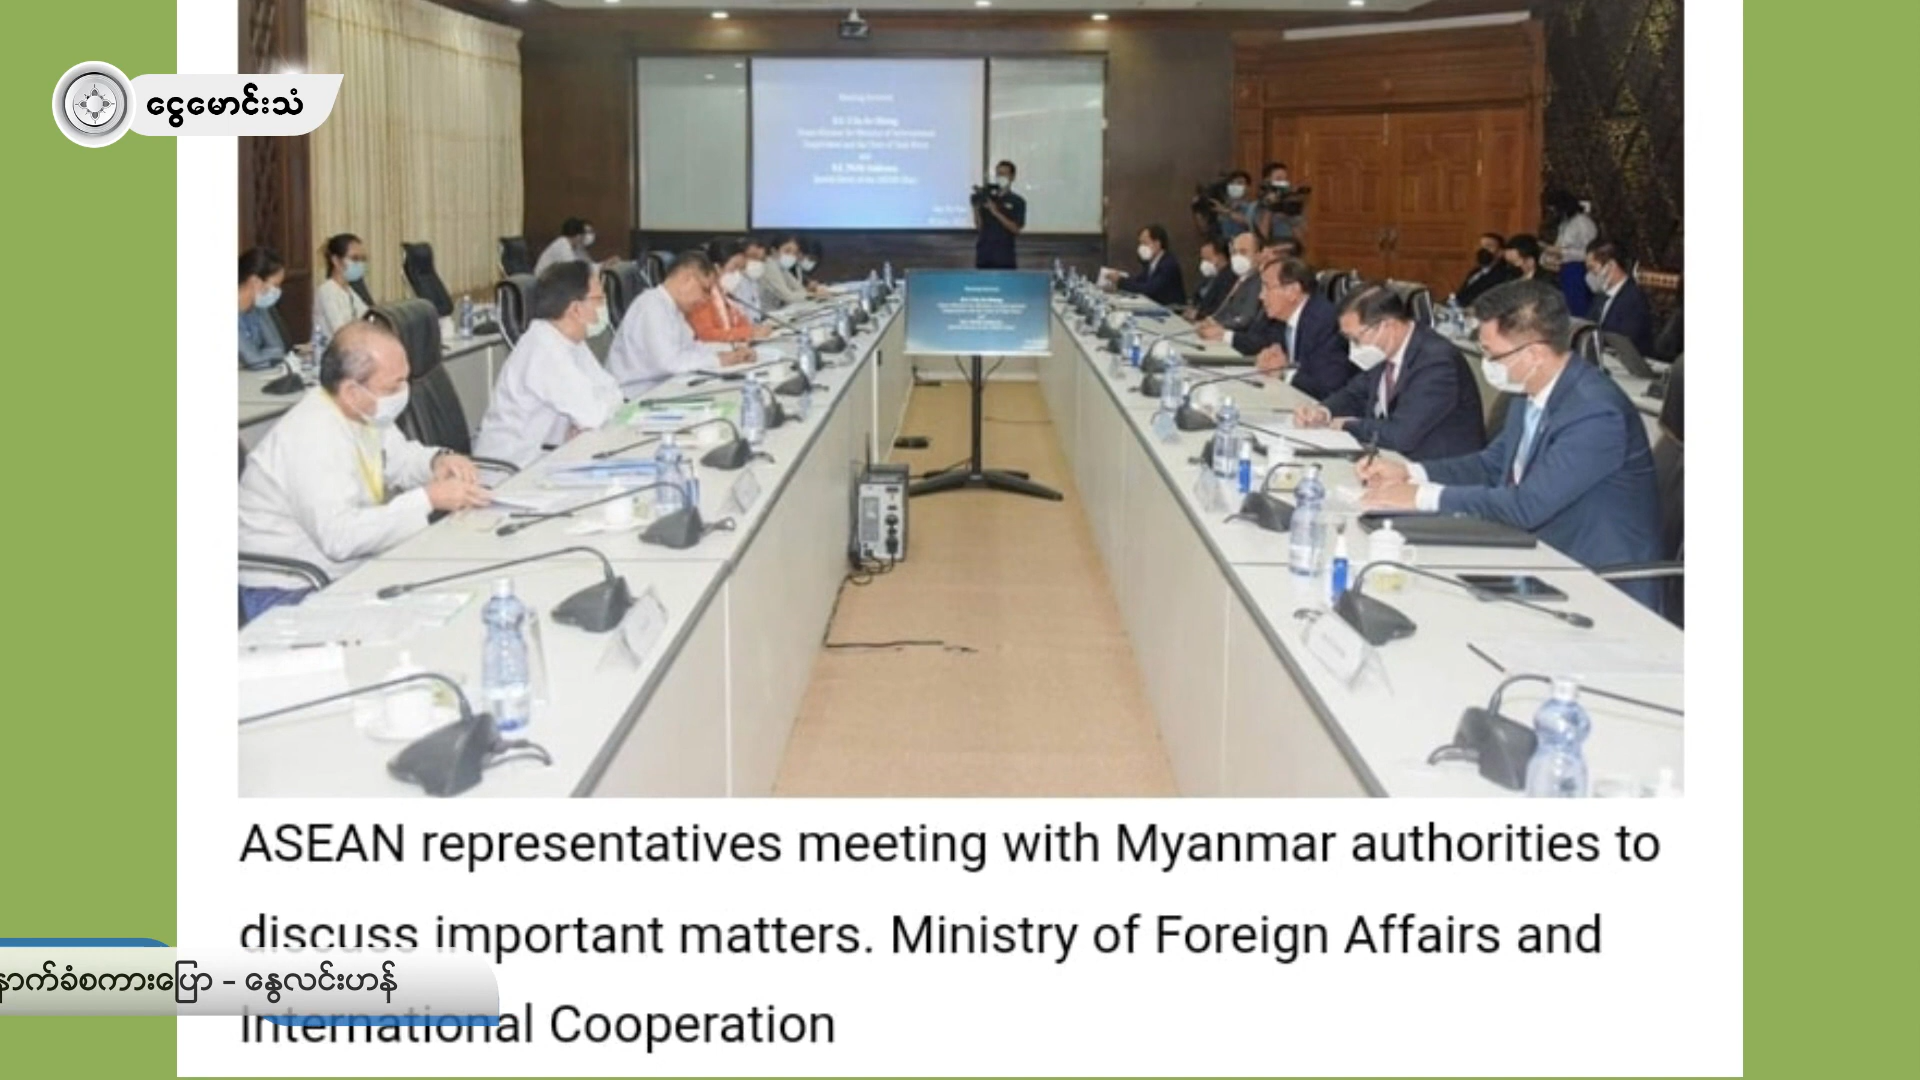 ငွေမောင်းသံ
ASEAN representatives meeting with Myanmar authorities to
discuss important matters. Ministry of Foreign Affairs and
International Cooperation
နောက်ခံစကားပြော - နွေလင်းဟန်